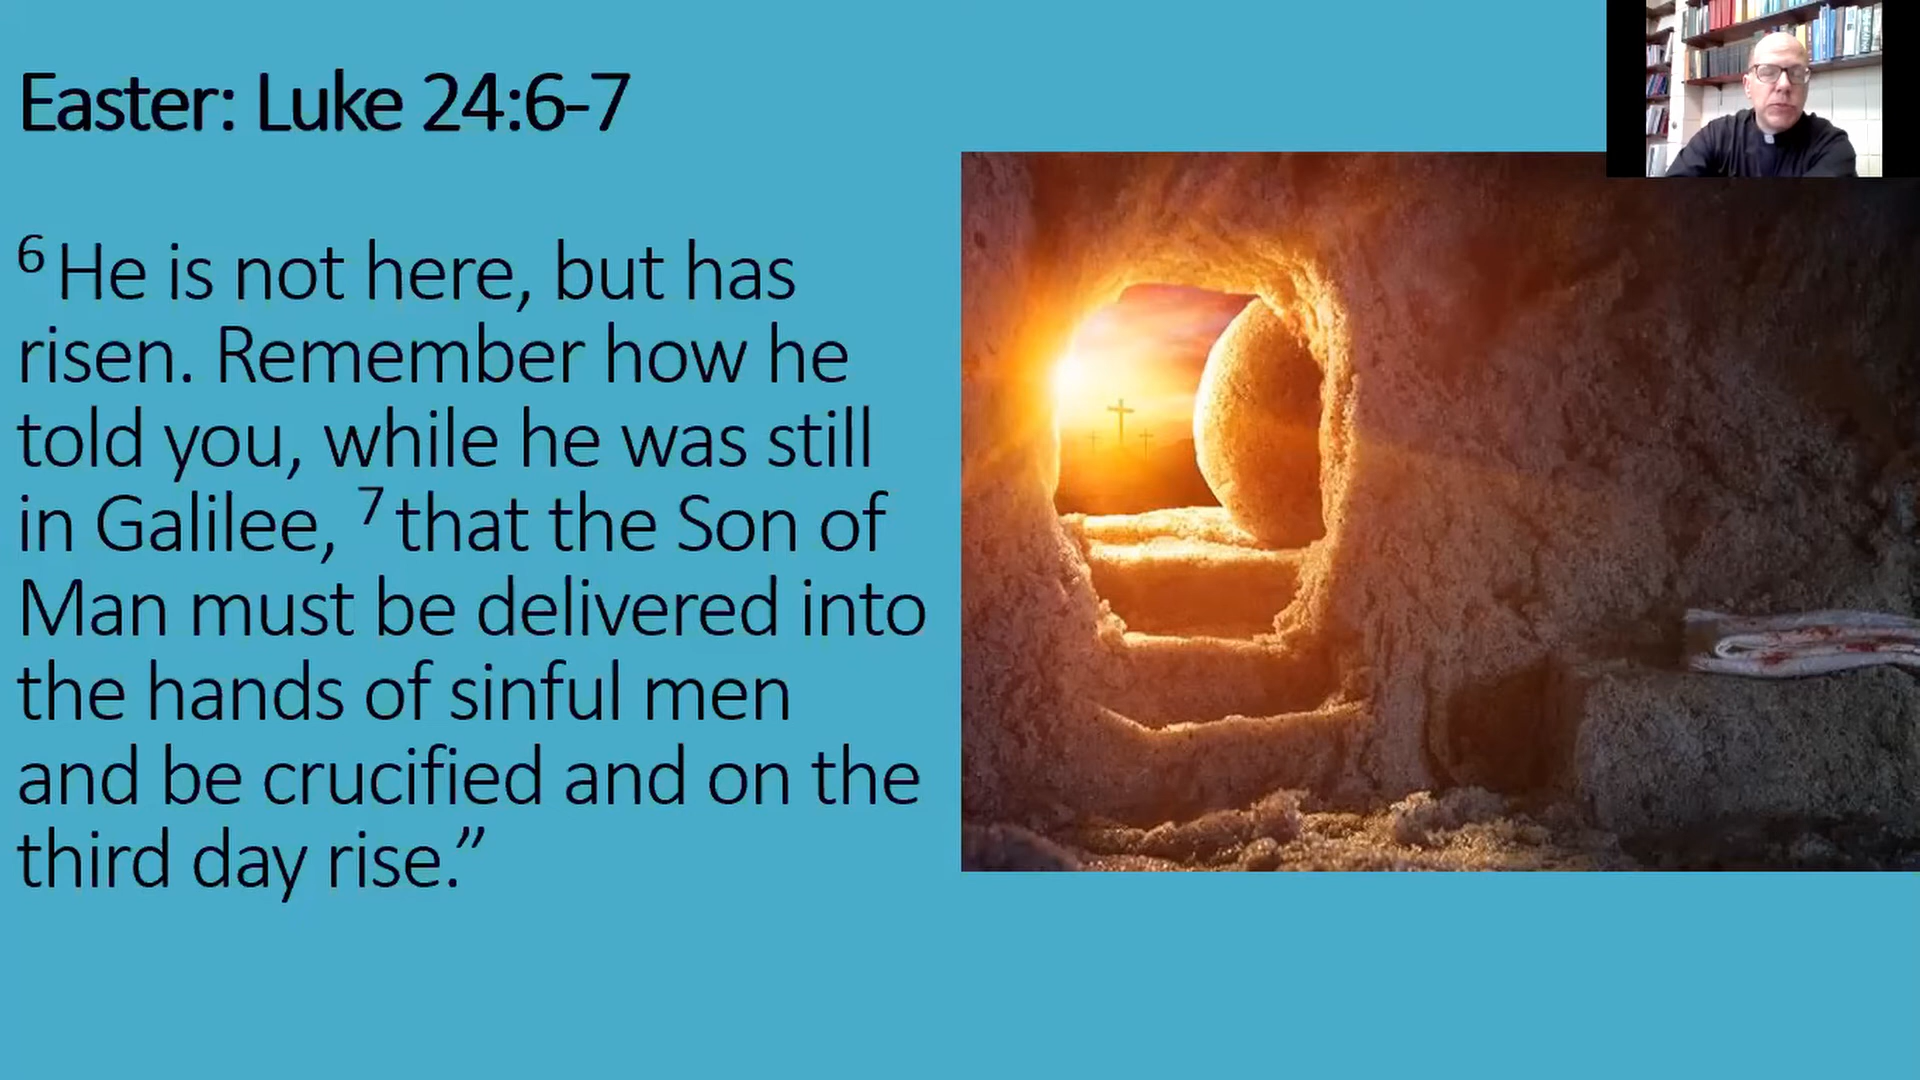 Easter: Luke 24:6-7
6 He is not here, but has
risen. Remember how he
told you, while he was still
in Galilee, 7 that the Son of
Man must be delivered into
the hands of sinful men
and be crucified and on the
third day rise.”